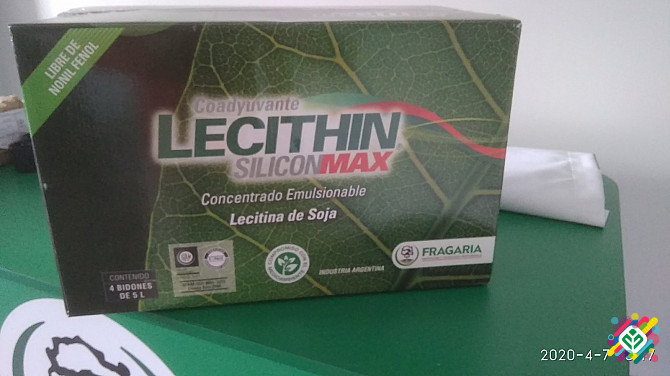 LIBRE DE
NONIL FENOL
Coadyuvante
LECITHIN
SILICONMAX
Concentrado Emulsionable
Lecitina de Soja
CONTENIDO
4 BIDONES
DE 5 L
INDUSTRIA ARGENTINA
FRAGARIA
2020-4-7